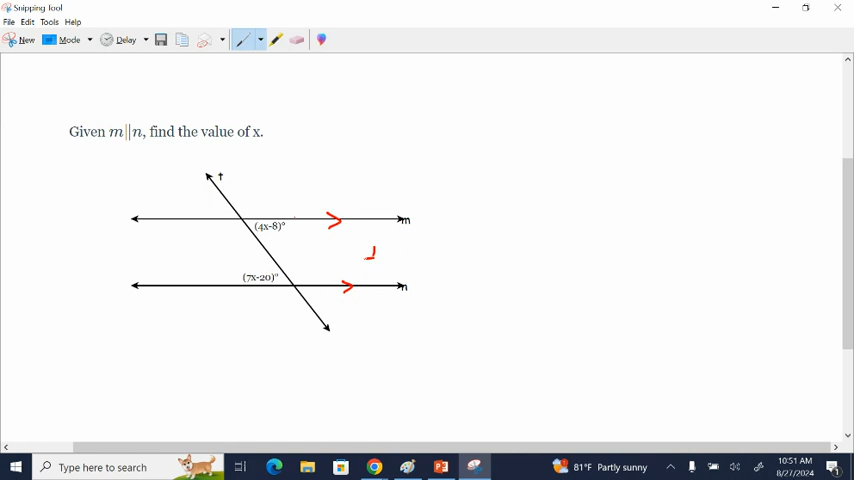 Snipping Tool
File Edit Tools Help
New Mode Delay
Given m||n, find the value of x.
t
(4x-8)°
m
(7x-20)°
n
Type here to search
81°F Partly sunny
10:51 AM
8/27/2024
1